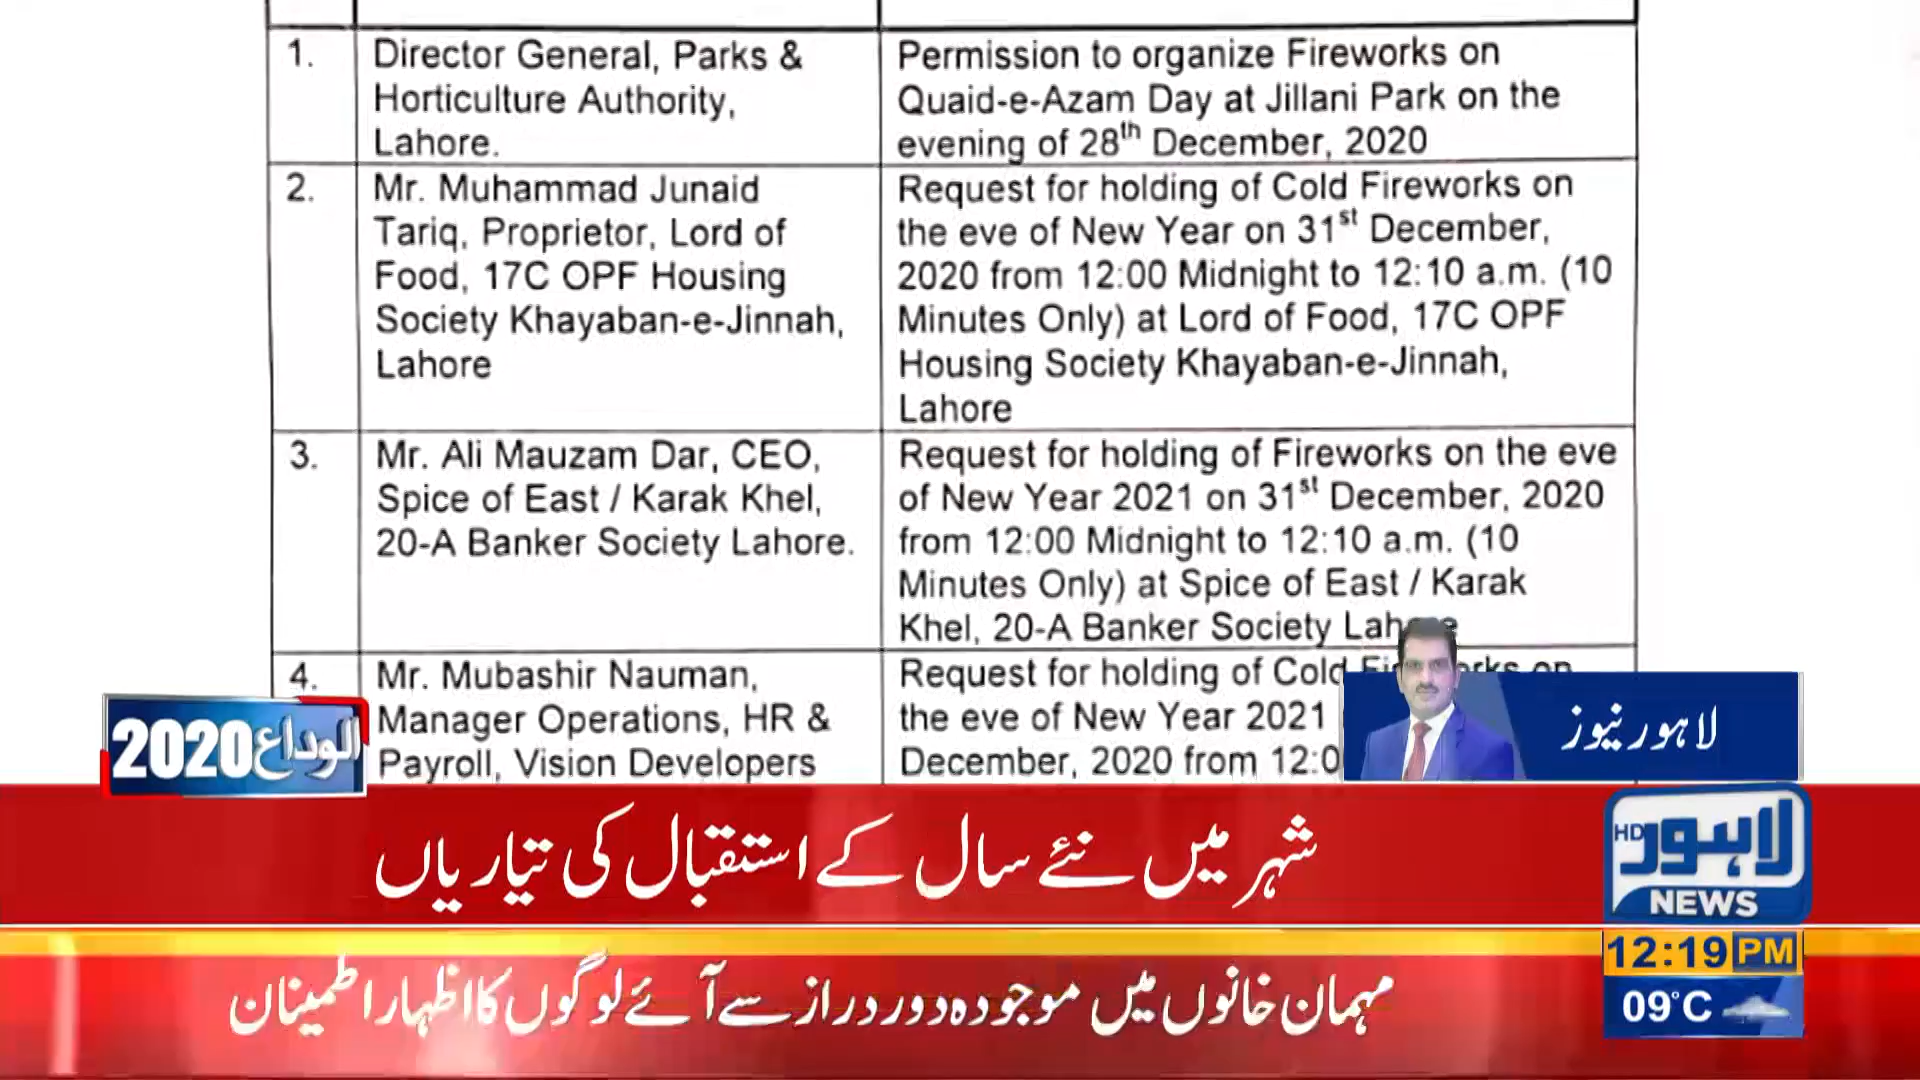 1.
Director General, Parks &
Horticulture Authority,
Lahore.
Permission to organize Fireworks on
Quaid-e-Azam Day at Jillani Park on the
evening of 28th December, 2020
2.
Mr. Muhammad Junaid
Tariq, Proprietor, Lord of
Food, 17C OPF Housing
Society Khayaban-e-Jinnah,
Lahore
Request for holding of Cold Fireworks on
the eve of New Year on 31st December,
2020 from 12:00 Midnight to 12:10 a.m. (10
Minutes Only) at Lord of Food, 17C OPF
Housing Society Khayaban-e-Jinnah,
Lahore
3.
Mr. Ali Mauzam Dar, CEO,
Spice of East / Karak Khel,
20-A Banker Society Lahore.
Request for holding of Fireworks on the eve
of New Year 2021 on 31st December, 2020
from 12:00 Midnight to 12:10 a.m. (10
Minutes Only) at Spice of East / Karak
Khel, 20-A Banker Society
4.
Mr. Mubashir Nauman,
Manager Operations, HR &
Payroll, Vision Developers
Request for holding of Cold
the eve of New Year 2021
December, 2020 from
الوداع 2020
لاہور نیوز
شہر میں نئے سال کے استقبال کی تیاریاں
لاہور HD
NEWS
12:19 PM
09°C
مہمان خانوں میں موجود دور دراز سے آئے لوگوں کا اظہار اطمینان